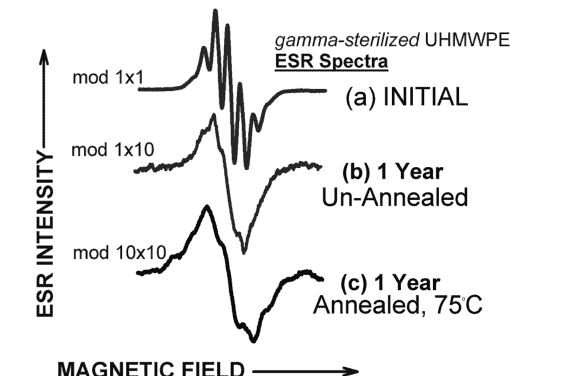 gamma-sterilized UHMWPE
ESR Spectra
mod 1x1
(a) INITIAL
mod 1x10
(b) 1 Year
Un-Annealed
mod 10x10
(c) 1 Year
Annealed, 75°C
ESR INTENSITY
MAGNETIC FIELD